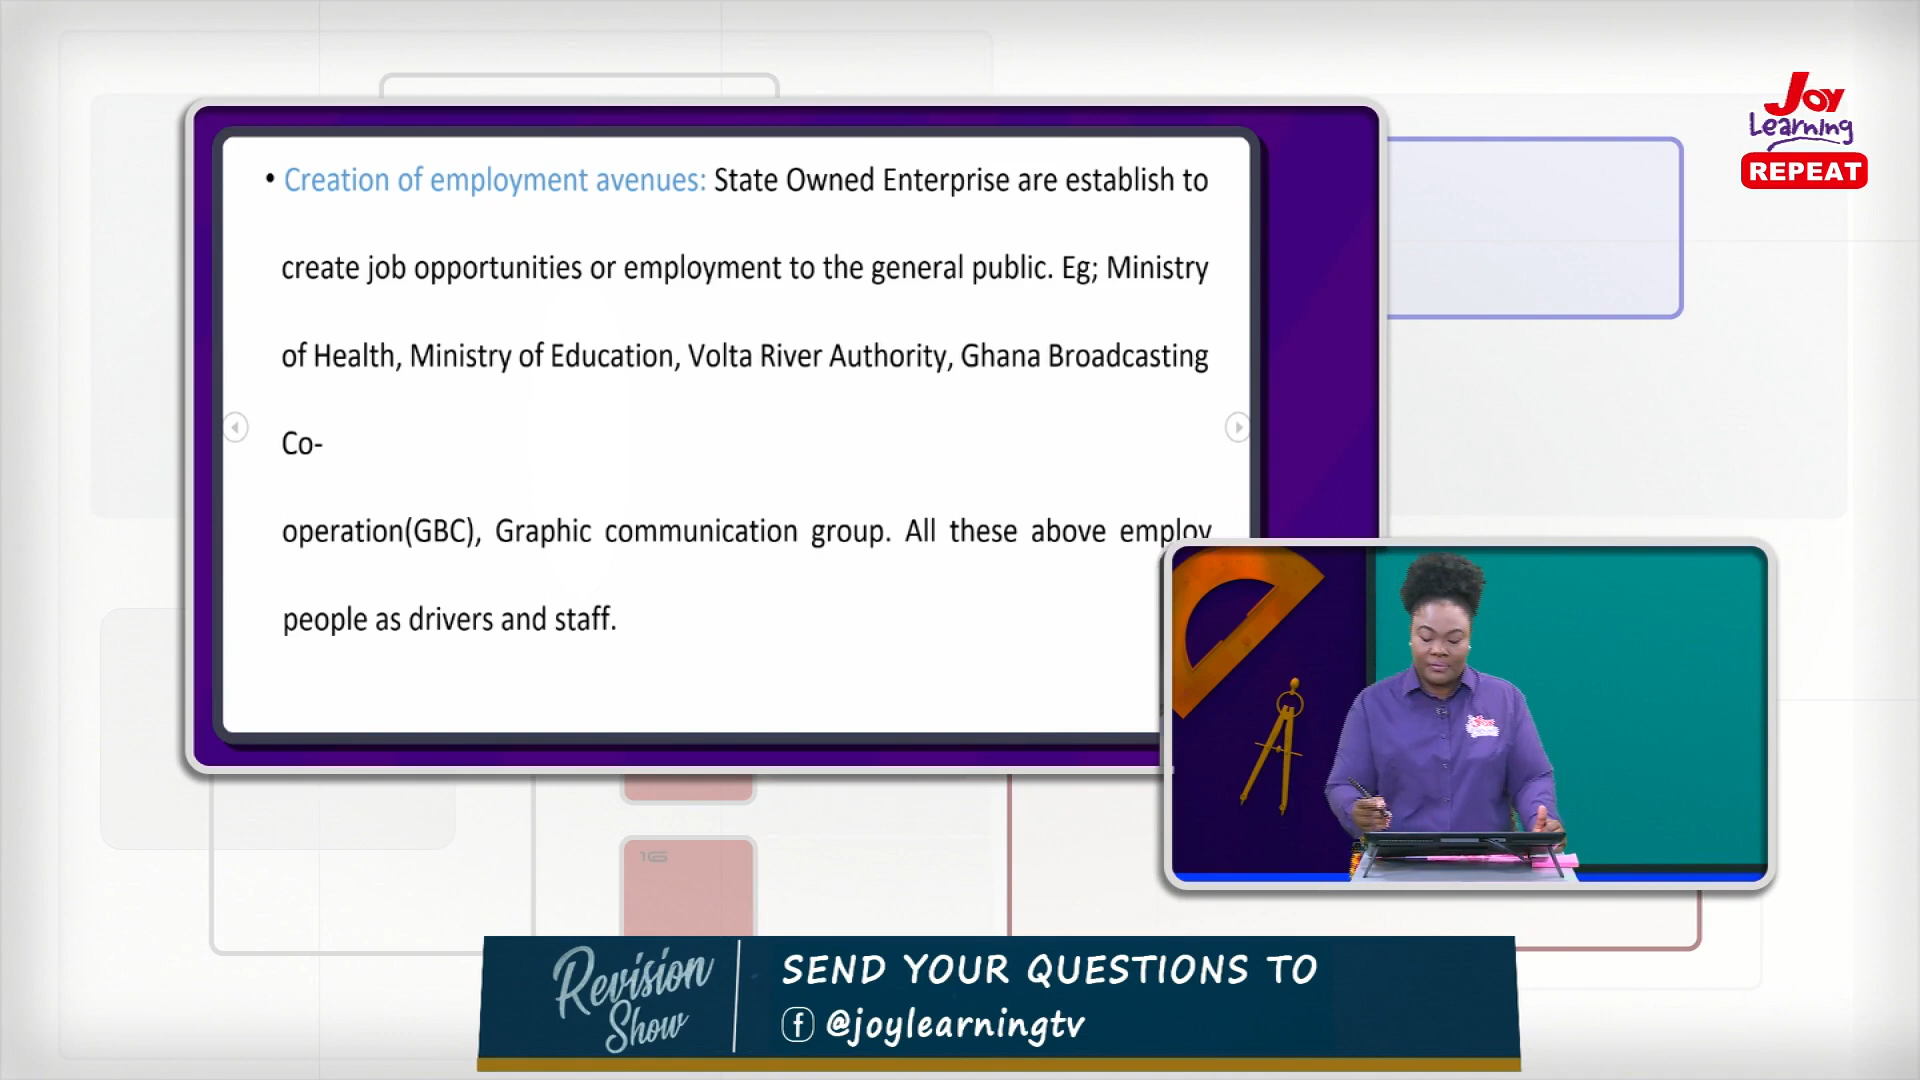 Joy
Learning
REPEAT
• Creation of employment avenues: State Owned Enterprise are establish to
create job opportunities or employment to the general public. Eg; Ministry
of Health, Ministry of Education, Volta River Authority, Ghana Broadcasting
Co-
operation(GBC), Graphic communication group. All these above employ
people as drivers and staff.
16
Revision
Show
SEND YOUR QUESTIONS TO
@joylearningtv